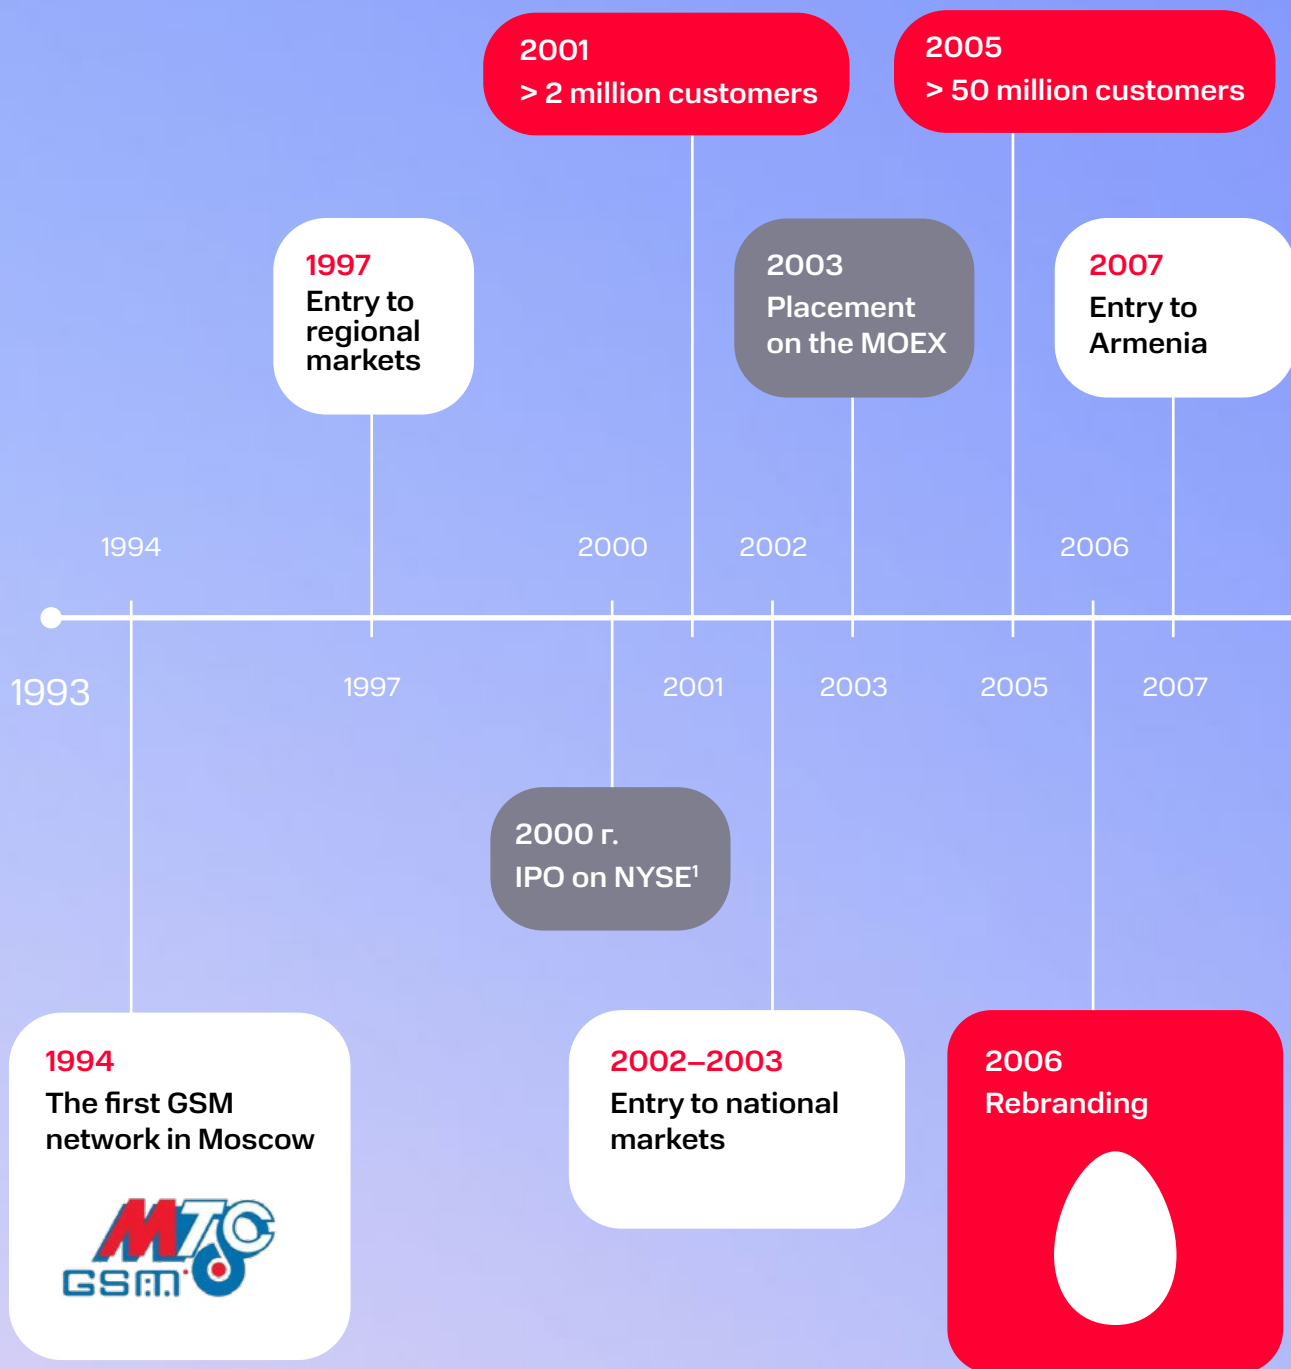 2001
> 2 million customers
2005
> 50 million customers
1997
Entry to
regional
markets
2003
Placement
on the MOEX
2007
Entry to
Armenia
1994
2000
2002
2006
1993
1997
2001
2003
2005
2007
2000 г.
IPO on NYSE¹
1994
The first GSM
network in Moscow
МТС
GSM
2002–2003
Entry to national
markets
2006
Rebranding